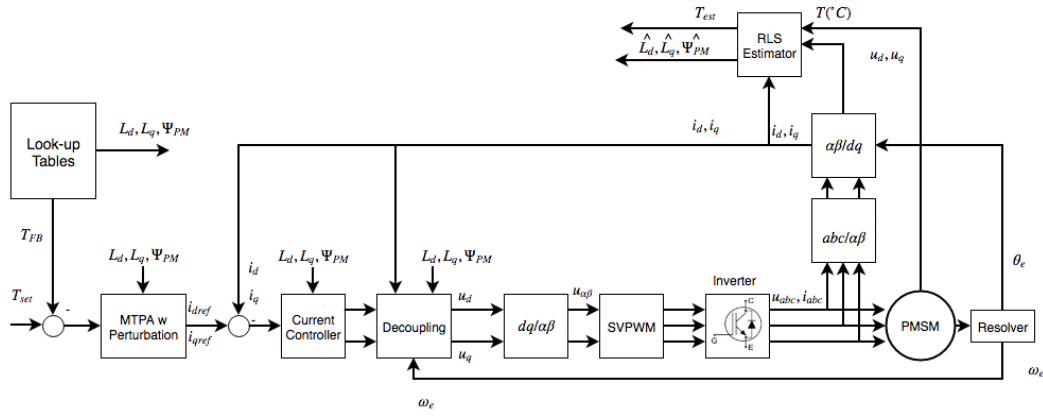 T_est
T(°C)
RLS
Estimator
L̂_d, L̂_q, Ψ̂_PM
u_d, u_q
Look-up
Tables
L_d, L_q, Ψ_PM
i_d, i_q
i_d, i_q
αβ/dq
abc/αβ
T_FB
θ_e
T_set
-
L_d, L_q, Ψ_PM
MTPA w
Perturbation
i_dref
i_qref
i_d
i_q
-
L_d, L_q, Ψ_PM
Current
Controller
L_d, L_q, Ψ_PM
Decoupling
u_d
u_q
dq/αβ
u_αβ
SVPWM
Inverter
C
G
E
u_abc, i_abc
PMSM
Resolver
ω_e
ω_e